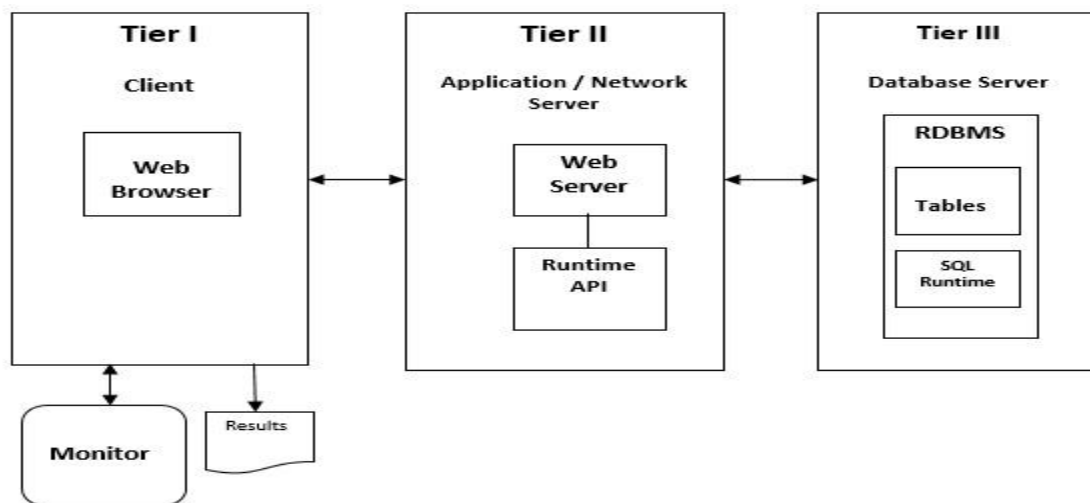 Tier I
Client
Web
Browser
Monitor
Results
Tier II
Application / Network
Server
Web
Server
Runtime
API
Tier III
Database Server
RDBMS
Tables
SQL
Runtime